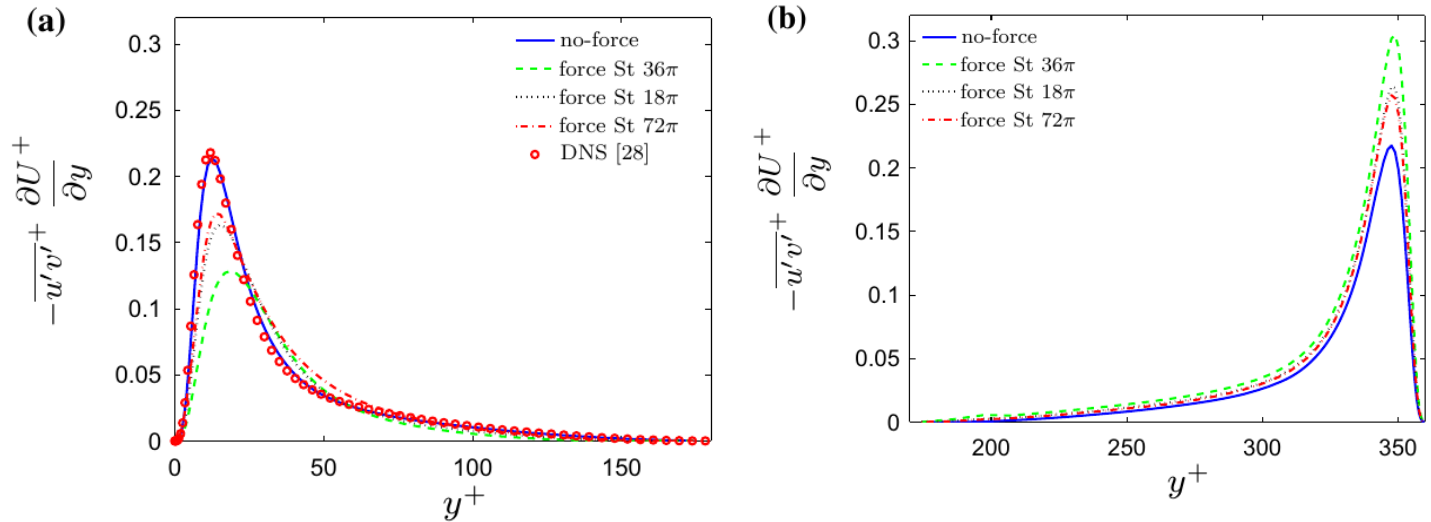 (a)
0.3
0.25
0.2
0.15
0.1
0.05
0
0 50 100 150
y⁺
−u′v′⁺ ∂U⁺/∂y
no-force
force St 36π
force St 18π
force St 72π
DNS [28]
(b)
0.3
0.25
0.2
0.15
0.1
0.05
0
200 250 300 350
y⁺
−u′v′⁺ ∂U⁺/∂y
no-force
force St 36π
force St 18π
force St 72π